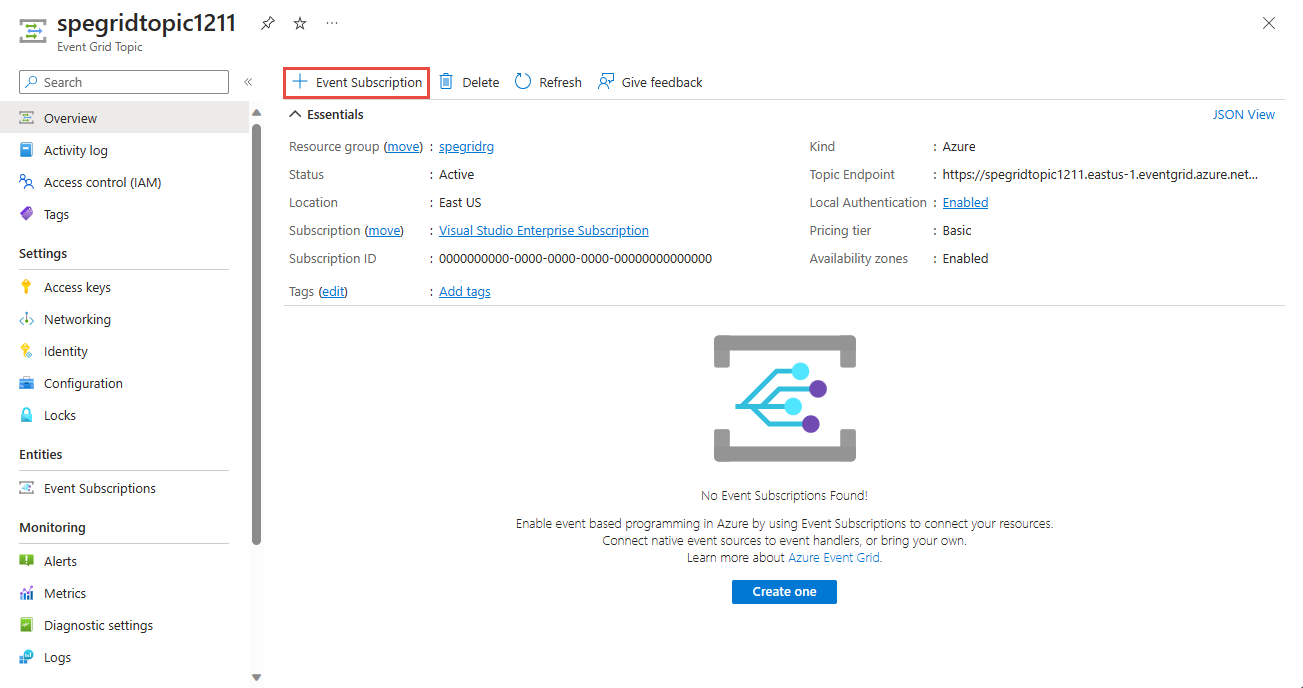 spegridtopic1211
Event Grid Topic
Search
Overview
Activity log
Access control (IAM)
Tags
Settings
Access keys
Networking
Identity
Configuration
Locks
Entities
Event Subscriptions
Monitoring
Alerts
Metrics
Diagnostic settings
Logs
Event Subscription Delete Refresh Give feedback
Essentials JSON View
Resource group (move) : spegridrg
Status : Active
Location : East US
Subscription (move) : Visual Studio Enterprise Subscription
Subscription ID : 0000000000-0000-0000-0000-00000000000000
Tags (edit) : Add tags
Kind : Azure
Topic Endpoint : https://spegridtopic1211.eastus-1.eventgrid.azure.net...
Local Authentication : Enabled
Pricing tier : Basic
Availability zones : Enabled
No Event Subscriptions Found!
Enable event based programming in Azure by using Event Subscriptions to connect your resources.
Connect native event sources to event handlers, or bring your own.
Learn more about Azure Event Grid.
Create one